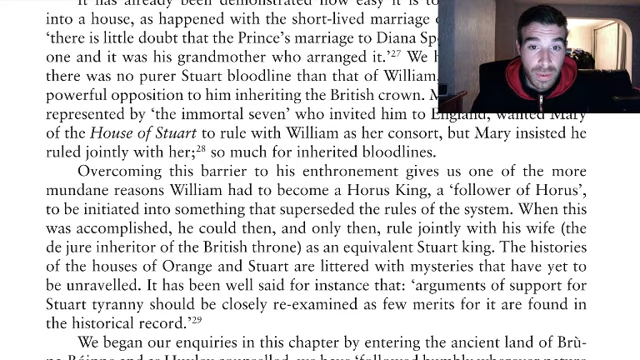 It has already been demonstrated how easy it is to
into a house, as happened with the short-lived marriage
'there is little doubt that the Prince's marriage to Diana
one and it was his grandmother who arranged it.'27 We
there was no purer Stuart bloodline than that of William,
powerful opposition to him inheriting the British crown.
represented by 'the immortal seven' who invited him to England, wanted Mary
of the House of Stuart to rule with William as her consort, but Mary insisted he
ruled jointly with her;28 so much for inherited bloodlines.
Overcoming this barrier to his enthronement gives us one of the more
mundane reasons William had to become a Horus King, a 'follower of Horus',
to be initiated into something that superseded the rules of the system. When this
was accomplished, he could then, and only then, rule jointly with his wife (the
de jure inheritor of the British throne) as an equivalent Stuart king. The histories
of the houses of Orange and Stuart are littered with mysteries that have yet to
be unravelled. It has been well said for instance that: 'arguments of support for
Stuart tyranny should be closely re-examined as few merits for it are found in
the historical record.'29
We began our enquiries in this chapter by entering the ancient land of Brù-